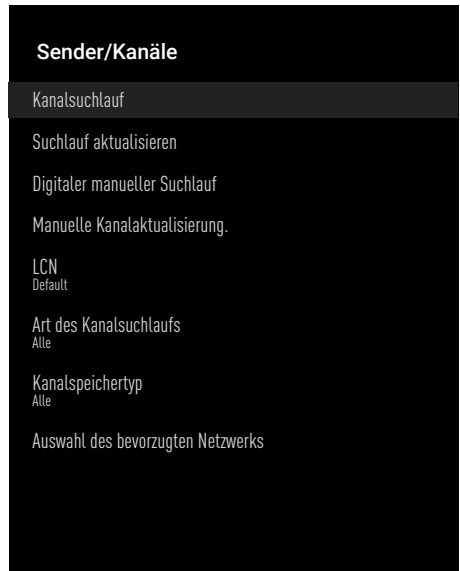 Sender/Kanäle
Kanalsuchlauf
Suchlauf aktualisieren
Digitaler manueller Suchlauf
Manuelle Kanalaktualisierung.
LCN
Default
Art des Kanalsuchlaufs
Alle
Kanalspeichertyp
Alle
Auswahl des bevorzugten Netzwerks